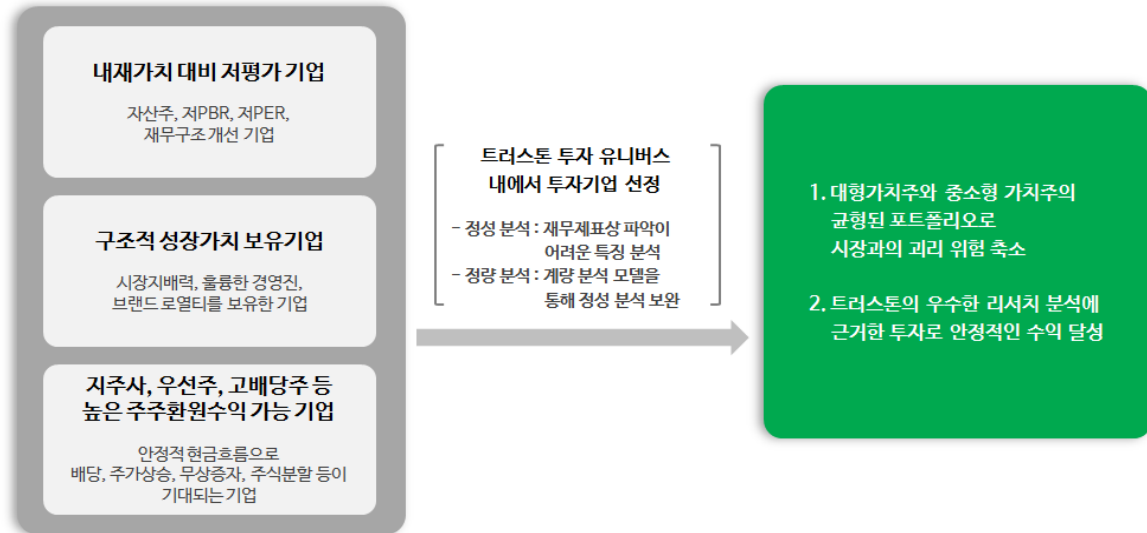 내재가치 대비 저평가 기업
자산주, 저PBR, 저PER,
재무구조 개선 기업
구조적 성장가치 보유기업
시장지배력, 훌륭한 경영진,
브랜드 로열티를 보유한 기업
지주사, 우선주, 고배당주 등
높은 주주환원수익 가능 기업
안정적 현금흐름으로
배당, 주가상승, 무상증자, 주식분할 등이
기대되는 기업
트러스톤 투자 유니버스
내에서 투자기업 선정
- 정성 분석 : 재무제표상 파악이
어려운 특징 분석
- 정량 분석 : 계량 분석 모델을
통해 정성 분석 보완
1. 대형가치주와 중소형 가치주의
균형된 포트폴리오로
시장과의 괴리 위험 축소
2. 트러스톤의 우수한 리서치 분석에
근거한 투자로 안정적인 수익 달성